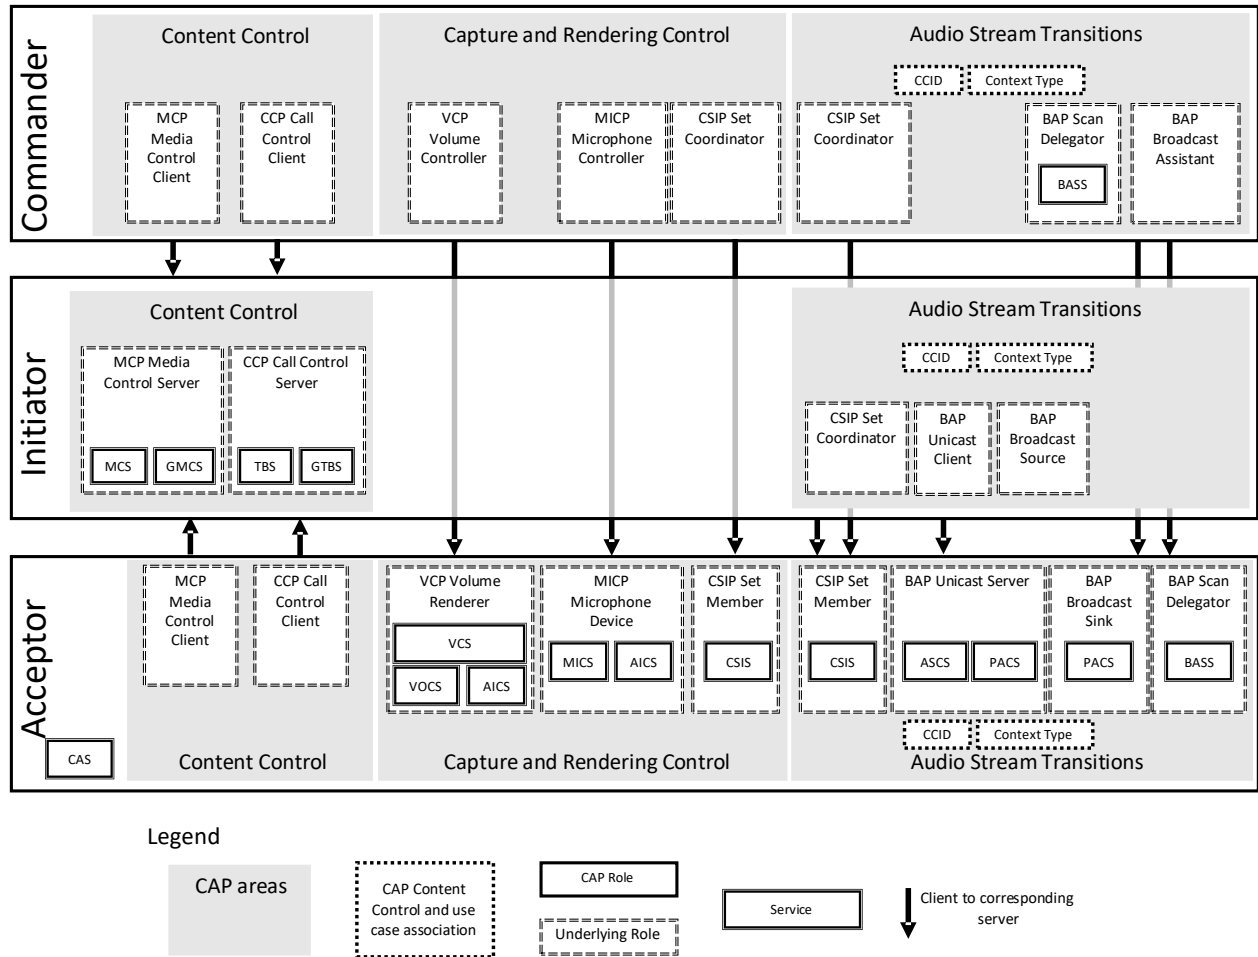 Commander
Content Control
Capture and Rendering Control
Audio Stream Transitions
CCID
Context Type
MCP
Media
Control
Client
CCP Call
Control
Client
VCP
Volume
Controller
MICP
Microphone
Controller
CSIP Set
Coordinator
CSIP Set
Coordinator
BAP Scan
Delegator
BASS
BAP
Broadcast
Assistant
Initiator
Content Control
Audio Stream Transitions
MCP Media
Control Server
MCS
GMCS
CCP Call Control
Server
TBS
GTBS
CCID
Context Type
CSIP Set
Coordinator
BAP
Unicast
Client
BAP
Broadcast
Source
Acceptor
CAS
MCP
Media
Control
Client
CCP Call
Control
Client
VCP Volume
Renderer
VCS
VOCS
AICS
MICP
Microphone
Device
MICS
AICS
CSIP Set
Member
CSIS
CSIP Set
Member
CSIS
BAP Unicast Server
ASCS
PACS
BAP
Broadcast
Sink
PACS
BAP Scan
Delegator
BASS
CCID
Context Type
Content Control
Capture and Rendering Control
Audio Stream Transitions
Legend
CAP areas
CAP Content
Control and use
case association
CAP Role
Underlying Role
Service
Client to corresponding
server